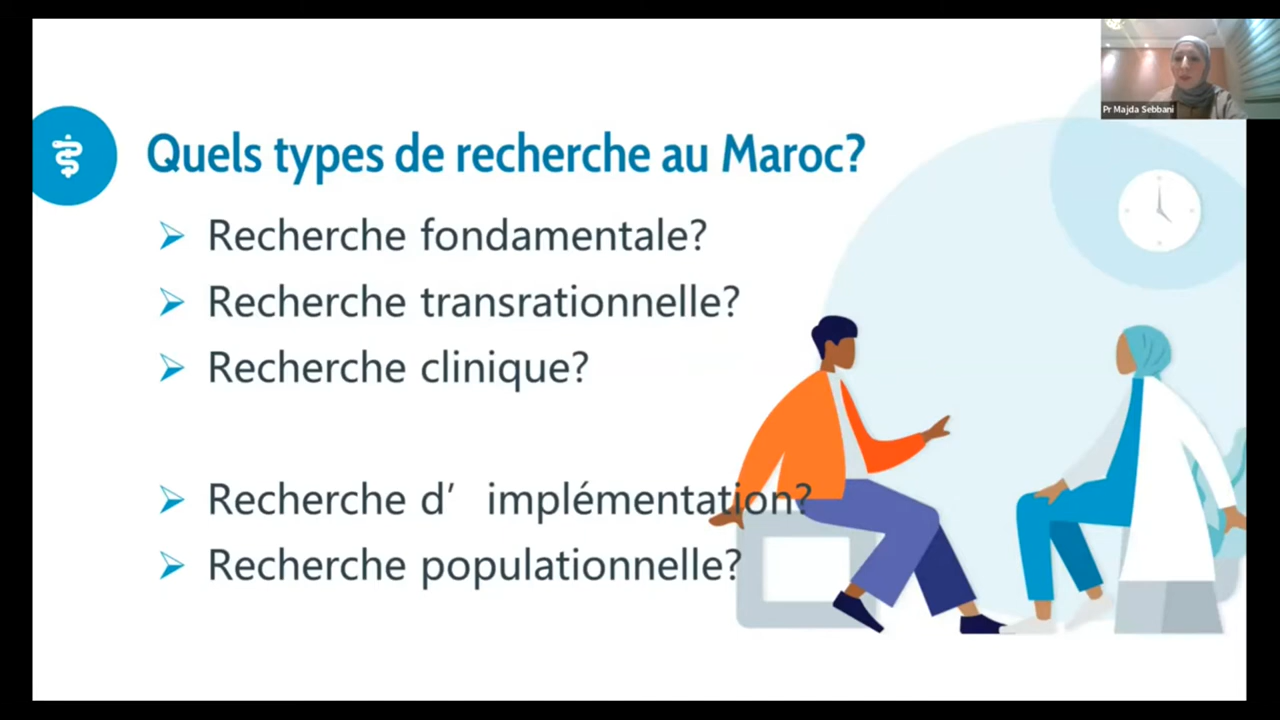 Pr Majda Sebbani
Quels types de recherche au Maroc?
Recherche fondamentale?
Recherche transrationnelle?
Recherche clinique?
Recherche d’ implémentation?
Recherche populationnelle?